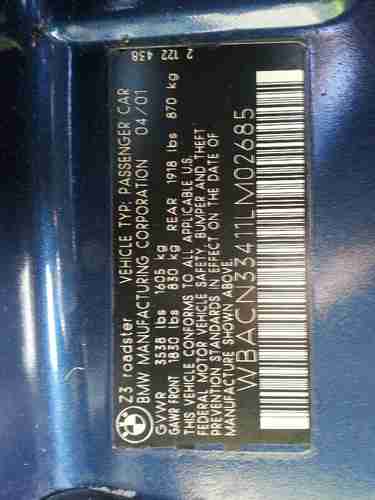 BMW
Z3 roadster VEHICLE TYP: PASSENGER CAR 2 122 438
BMW MANUFACTURING CORPORATION 04/01
GVWR 3538 lbs 1605 kg
GAWR FRONT 1830 lbs 830 kg REAR 1918 lbs 870 kg
THIS VEHICLE CONFORMS TO ALL APPLICABLE U.S.
FEDERAL MOTOR VEHICLE SAFETY, BUMPER AND THEFT
PREVENTION STANDARDS IN EFFECT ON THE DATE OF
MANUFACTURE SHOWN ABOVE.
WBACN33411LM02685